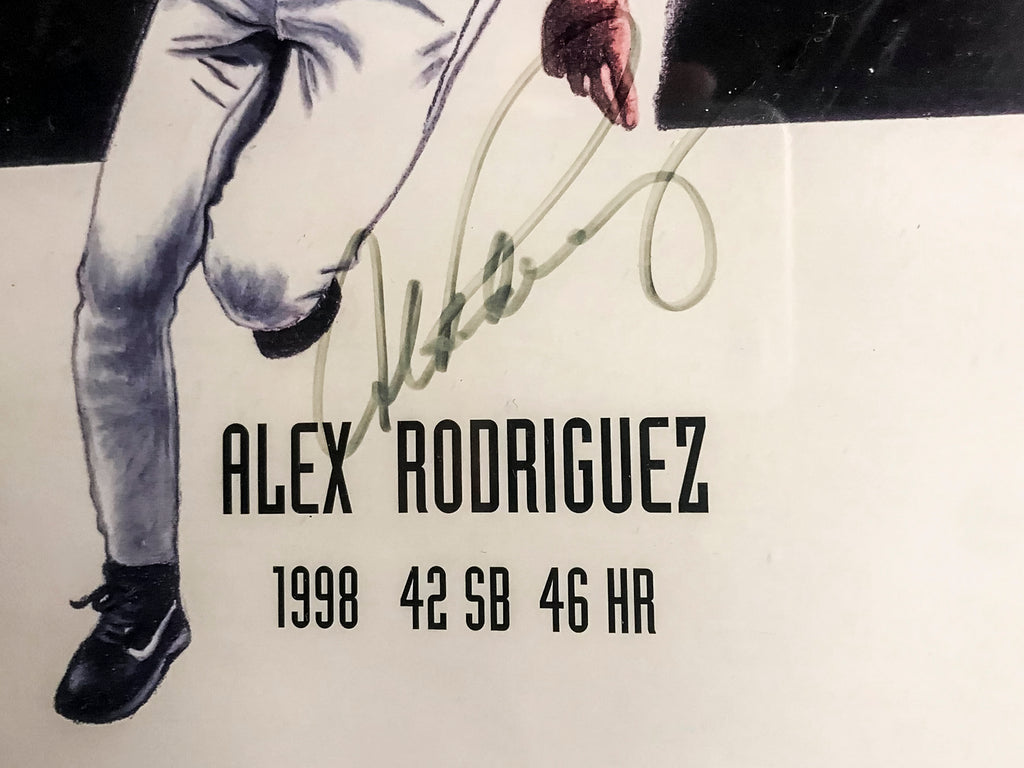 ALEX RODRIGUEZ
1998 42 SB 46 HR